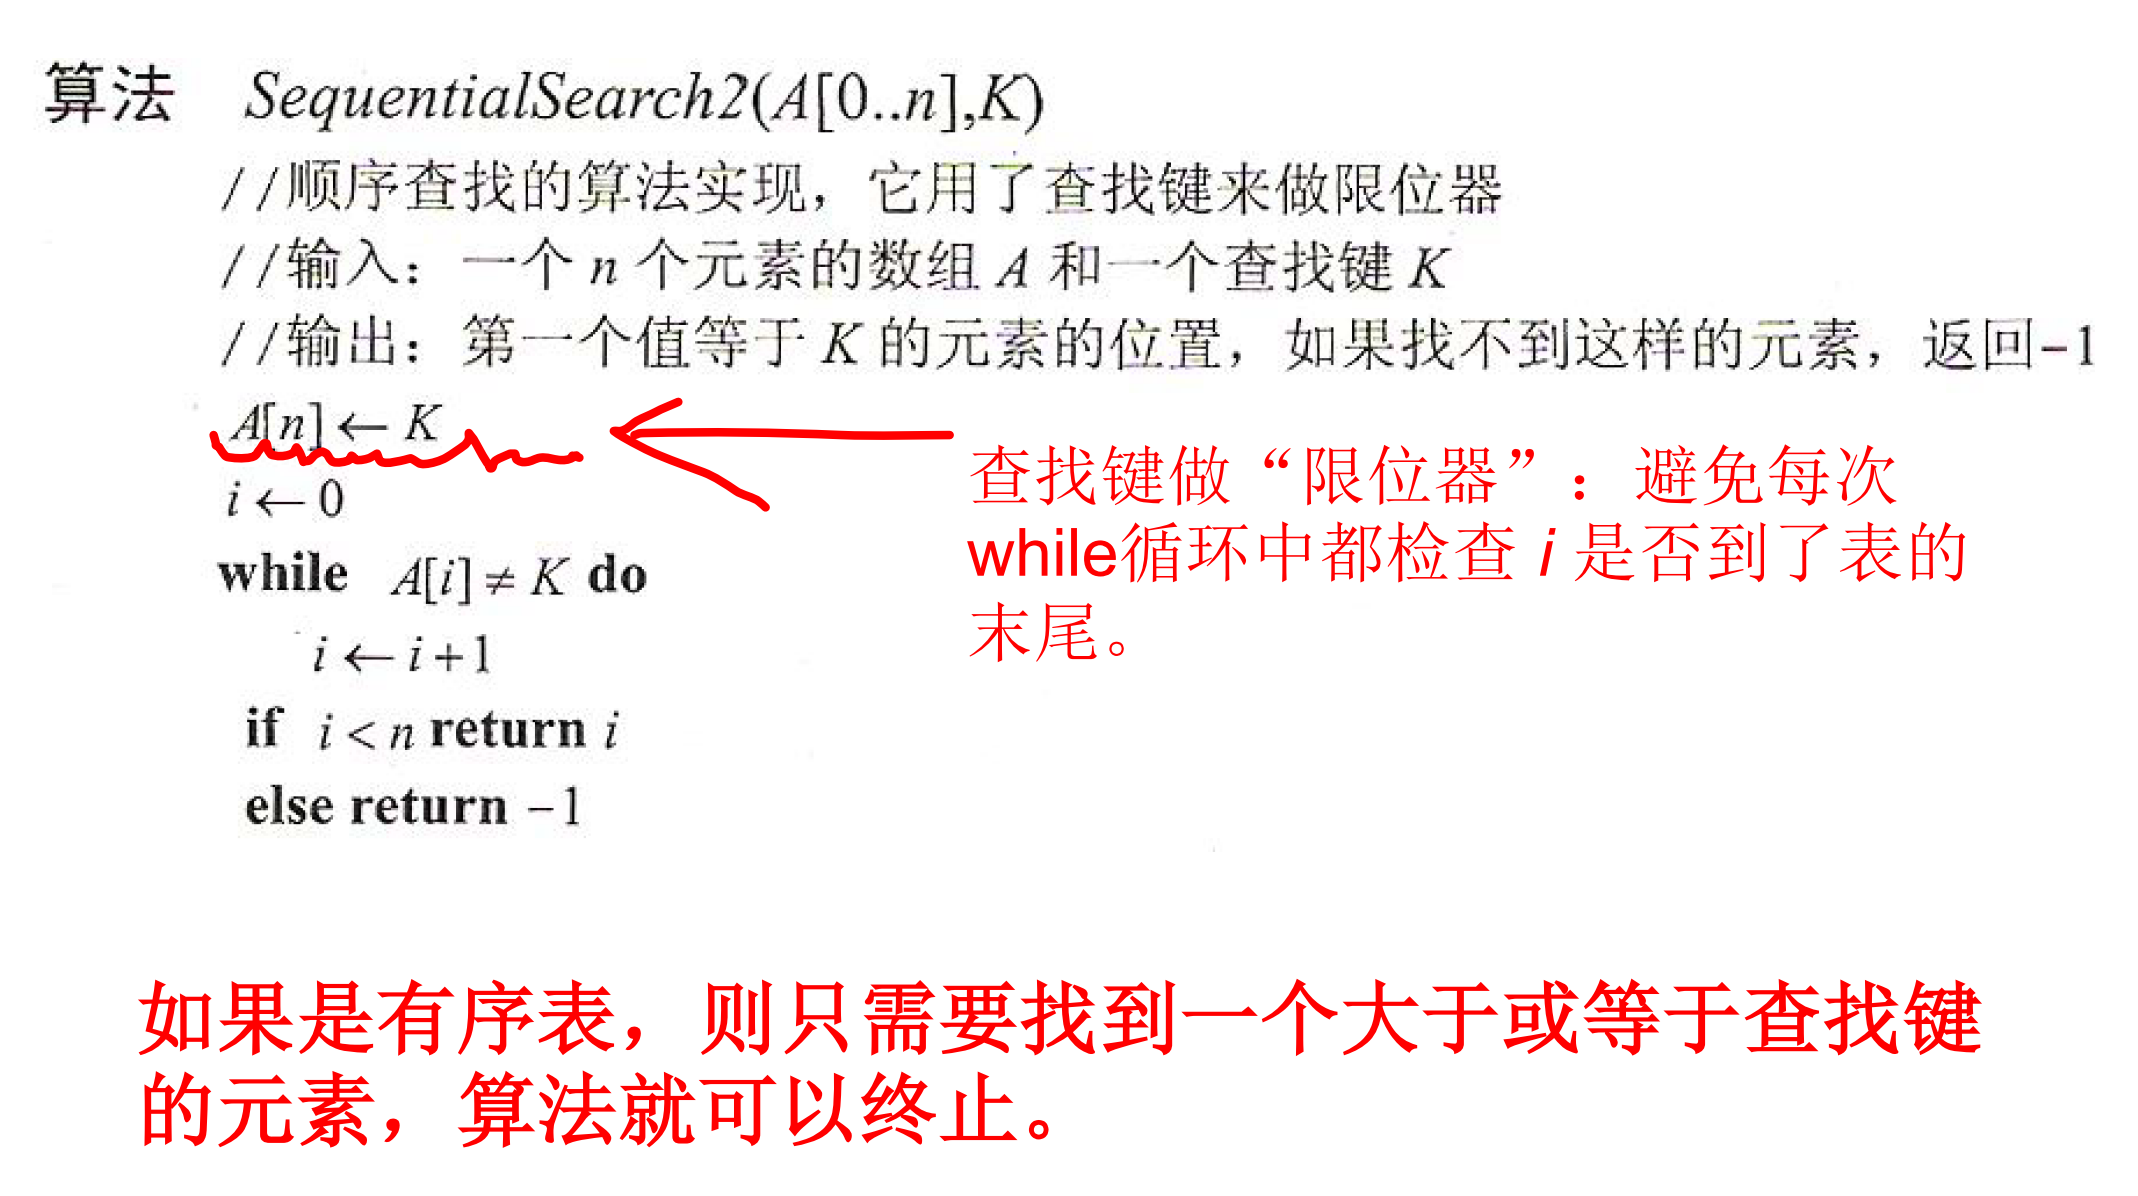 算法 SequentialSearch2(A[0..n],K)
//顺序查找的算法实现，它用了查找键来做限位器
//输入：一个 n 个元素的数组 A 和一个查找键 K
//输出：第一个值等于 K 的元素的位置，如果找不到这样的元素，返回-1
A[n] ← K
i ← 0
while A[i] ≠ K do
i ← i + 1
if i < n return i
else return -1
查找键做“限位器”：避免每次
while循环中都检查 i 是否到了表的
末尾。
如果是有序表，则只需要找到一个大于或等于查找键
的元素，算法就可以终止。